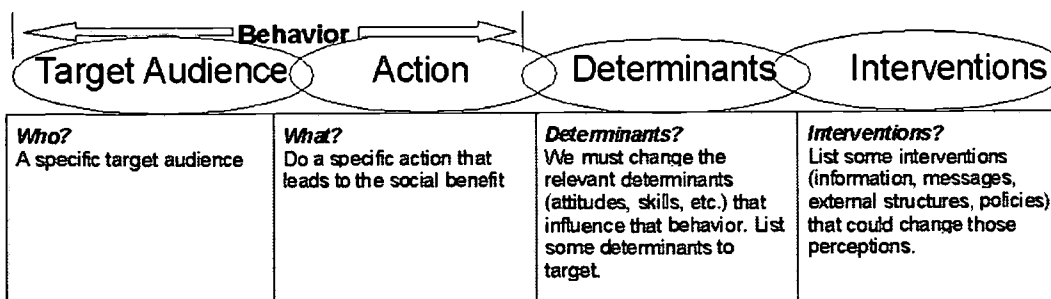 Behavior
Target Audience
Action
Determinants
Interventions
Who?
A specific target audience
What?
Do a specific action that
leads to the social benefit
Determinants?
We must change the
relevant determinants
(attitudes, skills, etc.) that
influence that behavior. List
some determinants to
target.
Interventions?
List some interventions
(information, messages,
external structures, policies)
that could change those
perceptions.